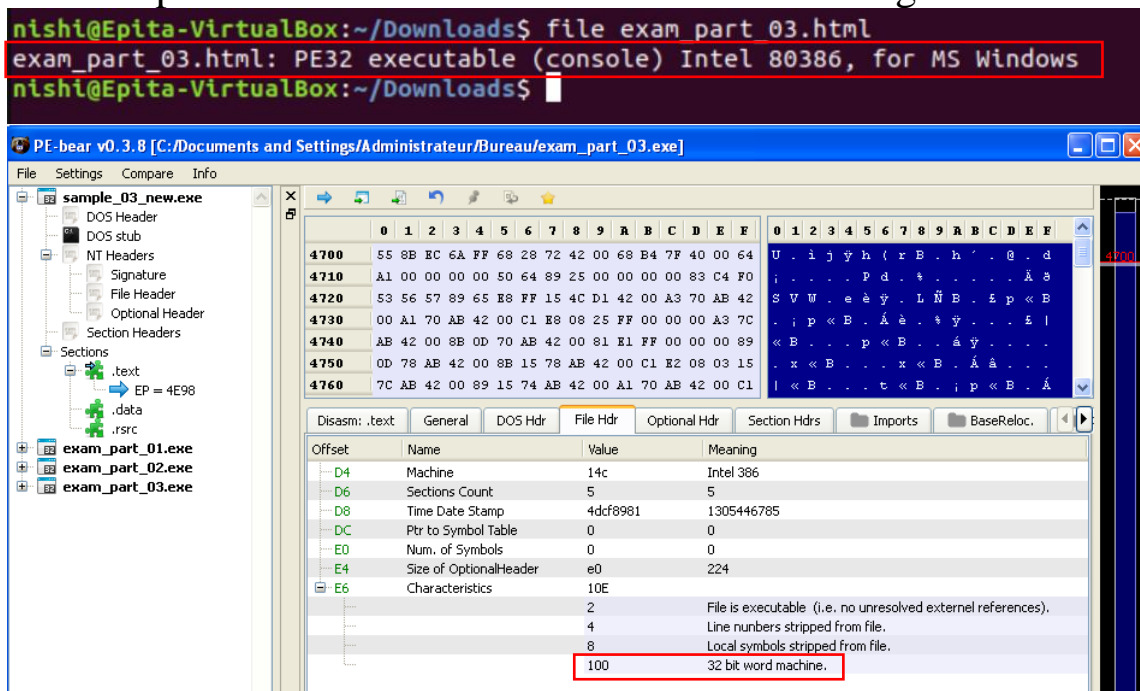 nishi@Epita-VirtualBox:~/Downloads$ file exam_part_03.html
exam_part_03.html: PE32 executable (console) Intel 80386, for MS Windows
nishi@Epita-VirtualBox:~/Downloads$
PE-bear v0.3.8 [C:/Documents and Settings/Administrateur/Bureau/exam_part_03.exe]
File Settings Compare Info
sample_03_new.exe
DOS Header
DOS stub
NT Headers
Signature
File Header
Optional Header
Section Headers
Sections
.text
EP = 4E98
.data
.rsrc
exam_part_01.exe
exam_part_02.exe
exam_part_03.exe
0 1 2 3 4 5 6 7 8 9 A B C D E F 0 1 2 3 4 5 6 7 8 9 A B C D E F
4700 55 8B EC 6A FF 68 28 72 42 00 68 B4 7F 40 00 64 U . ì j ÿ h ( r B . h ´ . @ . d
4710 A1 00 00 00 00 50 64 89 25 00 00 00 00 83 C4 F0 ¡ . . . . P d . % . . . . . Ä ð
4720 53 56 57 89 65 E8 FF 15 4C D1 42 00 A3 70 AB 42 S V W . e è ÿ . L Ñ B . £ p « B
4730 00 A1 70 AB 42 00 C1 E8 08 25 FF 00 00 00 A3 7C . ¡ p « B . Á è . % ÿ . . . £ |
4740 AB 42 00 8B 0D 70 AB 42 00 81 E1 FF 00 00 00 89 « B . . . p « B . . á ÿ . . . .
4750 0D 78 AB 42 00 8B 15 78 AB 42 00 C1 E2 08 03 15 . x « B . . . x « B . Á â . . .
4760 7C AB 42 00 89 15 74 AB 42 00 A1 70 AB 42 00 C1 | « B . . . t « B . ¡ p « B . Á
4700
Disasm: .text General DOS Hdr File Hdr Optional Hdr Section Hdrs Imports BaseReloc.
Offset Name Value Meaning
D4 Machine 14c Intel 386
D6 Sections Count 5 5
D8 Time Date Stamp 4dcf8981 1305446785
DC Ptr to Symbol Table 0 0
E0 Num. of Symbols 0 0
E4 Size of OptionalHeader e0 224
E6 Characteristics 10E
2 File is executable (i.e. no unresolved externel references).
4 Line nunbers stripped from file.
8 Local symbols stripped from file.
100 32 bit word machine.